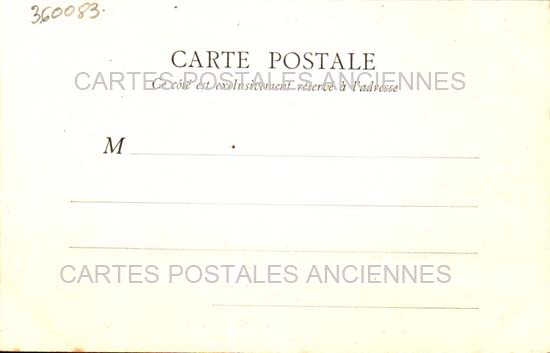 360083.
CARTE POSTALE
CARTES POSTALES ANCIENNES
Ce côté est exclusivement réservé à l'adresse
M
CARTES POSTALES ANCIENNES